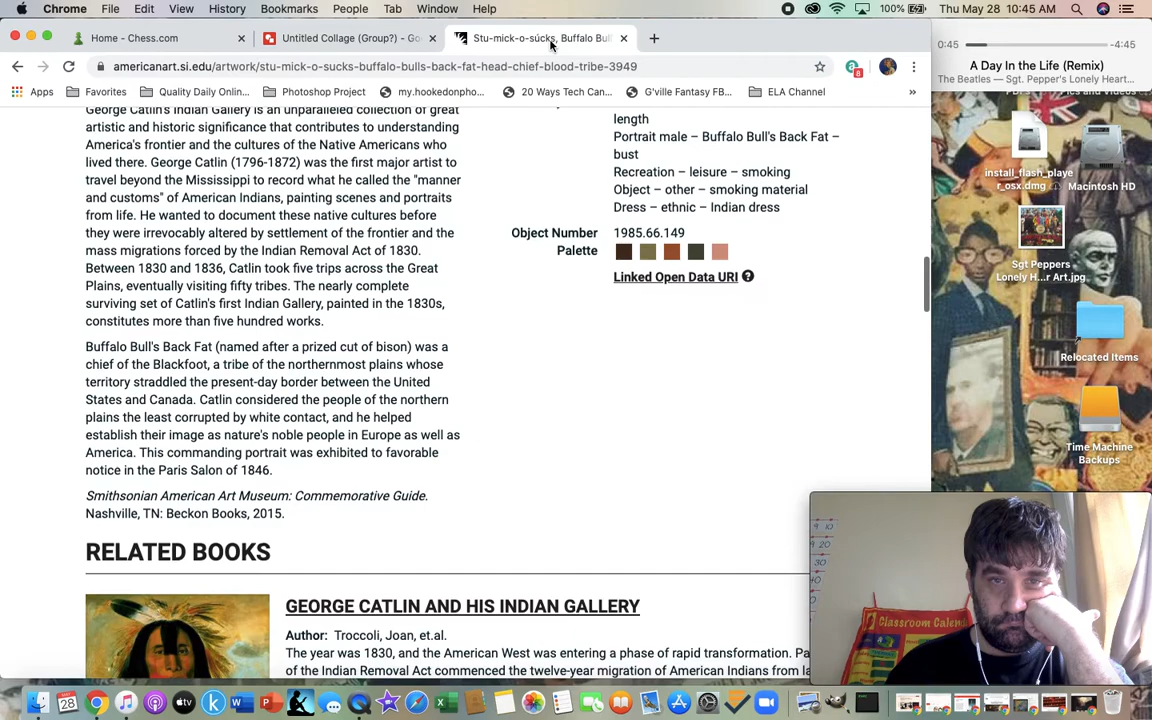 Chrome File Edit View History Bookmarks People Tab Window Help 100% Thu May 28 10:45 AM
Home - Chess.com
Untitled Collage (Group?) - Go
Stu-mick-o-súcks, Buffalo Bull
americanart.si.edu/artwork/stu-mick-o-sucks-buffalo-bulls-back-fat-head-chief-blood-tribe-3949
8
Apps Favorites Quality Daily Onlin... Photoshop Project my.hookedonpho... 20 Ways Tech Can... G'ville Fantasy FB... ELA Channel »
George Catlin's Indian Gallery is an unparalleled collection of great
artistic and historic significance that contributes to understanding
America's frontier and the cultures of the Native Americans who
lived there. George Catlin (1796-1872) was the first major artist to
travel beyond the Mississippi to record what he called the "manner
and customs" of American Indians, painting scenes and portraits
from life. He wanted to document these native cultures before
they were irrevocably altered by settlement of the frontier and the
mass migrations forced by the Indian Removal Act of 1830.
Between 1830 and 1836, Catlin took five trips across the Great
Plains, eventually visiting fifty tribes. The nearly complete
surviving set of Catlin's first Indian Gallery, painted in the 1830s,
constitutes more than five hundred works.
Buffalo Bull's Back Fat (named after a prized cut of bison) was a
chief of the Blackfoot, a tribe of the northernmost plains whose
territory straddled the present-day border between the United
States and Canada. Catlin considered the people of the northern
plains the least corrupted by white contact, and he helped
establish their image as nature's noble people in Europe as well as
America. This commanding portrait was exhibited to favorable
notice in the Paris Salon of 1846.
Smithsonian American Art Museum: Commemorative Guide.
Nashville, TN: Beckon Books, 2015.
length
Portrait male – Buffalo Bull's Back Fat –
bust
Recreation – leisure – smoking
Object – other – smoking material
Dress – ethnic – Indian dress
Object Number 1985.66.149
Palette
Linked Open Data URI
RELATED BOOKS
GEORGE CATLIN AND HIS INDIAN GALLERY
Author: Troccoli, Joan, et.al.
The year was 1830, and the American West was entering a phase of rapid transformation. Pa
of the Indian Removal Act commenced the twelve-year migration of American Indians from la
0:45 -4:45
A Day In the Life (Remix)
The Beatles — Sgt. Pepper's Lonely Heart...
install_flash_playe
r_osx.dmg
Macintosh HD
Sgt Peppers
Lonely H...r Art.jpg
Relocated Items
Time Machine
Backups
9 10
20
30
Classroom Calend
28